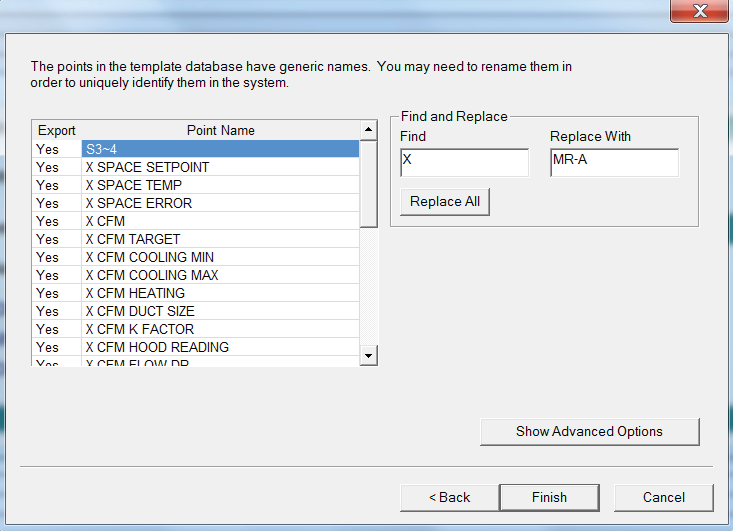 The points in the template database have generic names. You may need to rename them in
order to uniquely identify them in the system.
Export Point Name
Yes S3~4
Yes X SPACE SETPOINT
Yes X SPACE TEMP
Yes X SPACE ERROR
Yes X CFM
Yes X CFM TARGET
Yes X CFM COOLING MIN
Yes X CFM COOLING MAX
Yes X CFM HEATING
Yes X CFM DUCT SIZE
Yes X CFM K FACTOR
Yes X CFM HOOD READING
Yes X CFM FLOW DP
Find and Replace
Find Replace With
X MR-A
Replace All
Show Advanced Options
< Back Finish Cancel